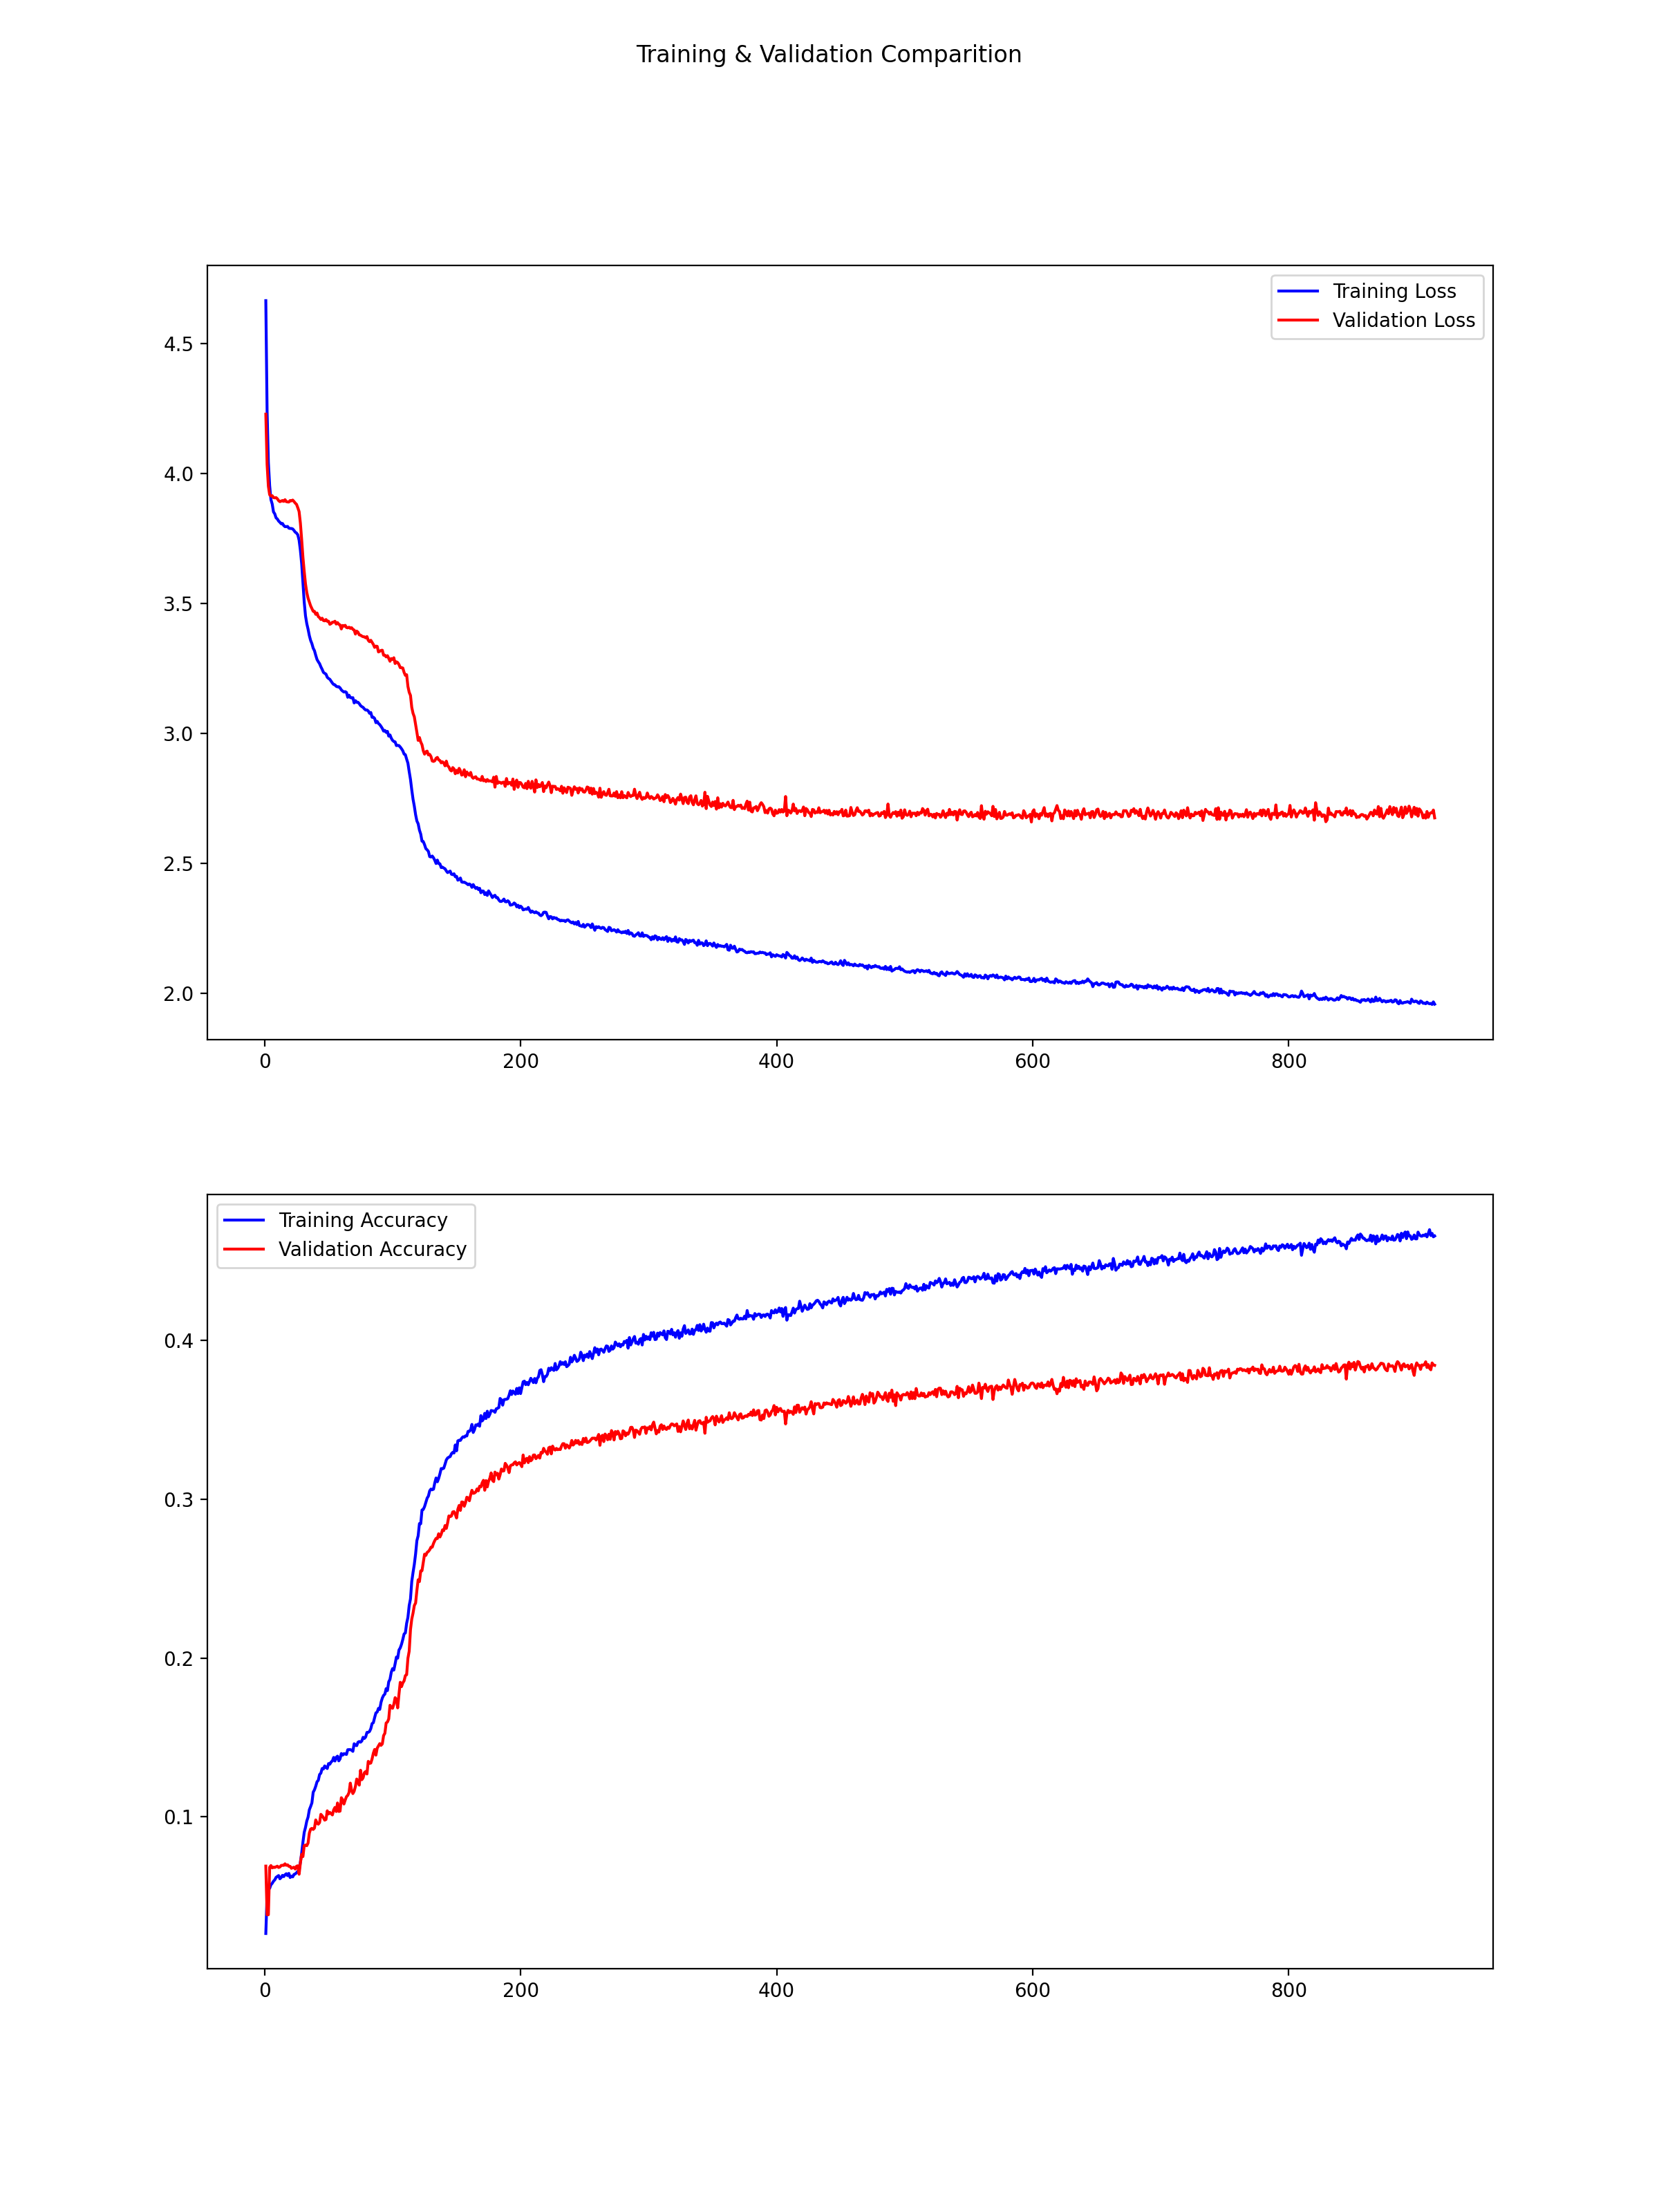 Training & Validation Comparition
Training Loss
Validation Loss
4.5
4.0
3.5
3.0
2.5
2.0
0 200 400 600 800
Training Accuracy
Validation Accuracy
0.4
0.3
0.2
0.1
0 200 400 600 800